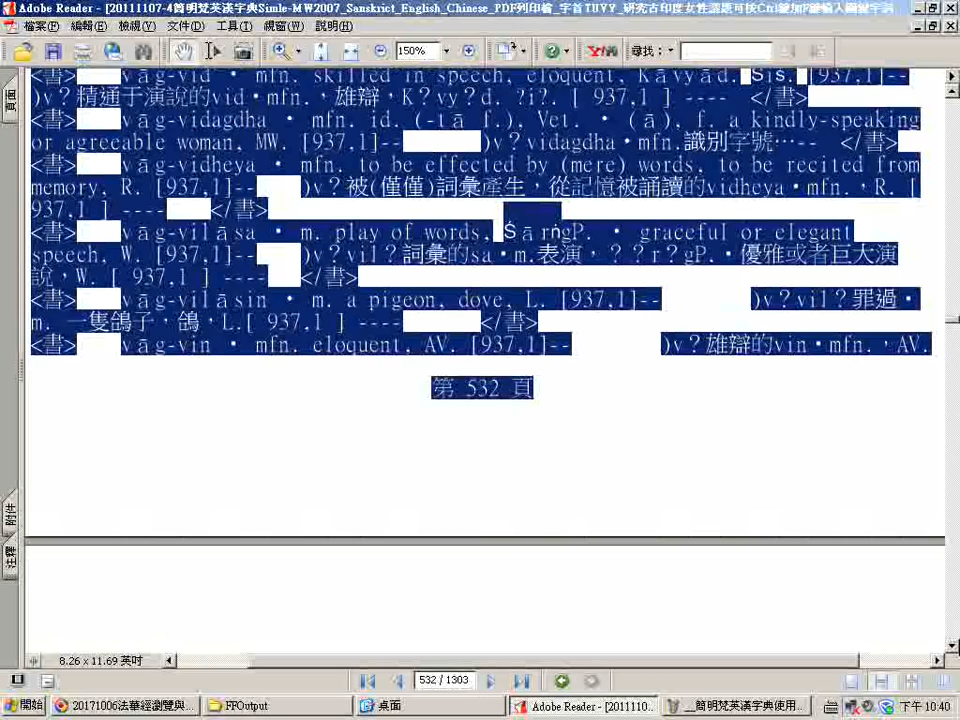 Adobe Reader - [20111107-4簡明梵英漢字典Simle-MW2007_Sanskrict_English_Chinese_PDF列印檔_字首TUVY_研究古印度女性議題可按Ctrl鍵加F鍵輸入關鍵字詞
檔案(F) 編輯(E) 檢視(V) 文件(D) 工具(T) 視窗(W) 說明(H)
150% 尋找：
頁面
<書> vāg-vid‧ mfn. skilled in speech, eloquent, Kāvyâd. Śiś. [937,1]--
)v？精通于演說的vid‧mfn.，雄辯，K？vy？d. ?i?. [ 937,1 ] ---- </書>
<書> vāg-vidagdha ‧ mfn. id. (-tā f.), Vet. ‧ (ā), f. a kindly-speaking
or agreeable woman, MW. [937,1]-- )v？vidagdha‧mfn.識別字號…-- </書>
<書> vāg-vidheya ‧ mfn. to be effected by (mere) words, to be recited from
memory, R. [937,1]-- )v？被(僅僅)詞彙產生，從記憶被誦讀的vidheya‧mfn.，R. [
937,1 ] ---- </書>
<書> vāg-vilāsa ‧ m. play of words, ŚārṅgP. ‧ graceful or elegant
speech, W. [937,1]-- )v？vil？詞彙的sa‧m.表演，？？r？gP.‧優雅或者巨大演
說，W. [ 937,1 ] ---- </書>
<書> vāg-vilāsin ‧ m. a pigeon, dove, L. [937,1]-- )v？vil？罪過‧
m. 一隻鴿子，鴿，L.[ 937,1 ] ---- </書>
<書> vāg-vin ‧ mfn. eloquent, AV. [937,1]-- )v？雄辯的vin‧mfn.，AV.
第 532 頁
附件
注釋
8.26 x 11.69 英吋
532 / 1303
開始 20171006法華經瀏覽與... FFOutput 桌面 Adobe Reader - [2011110... __簡明梵英漢字典使用... 下午 10:40